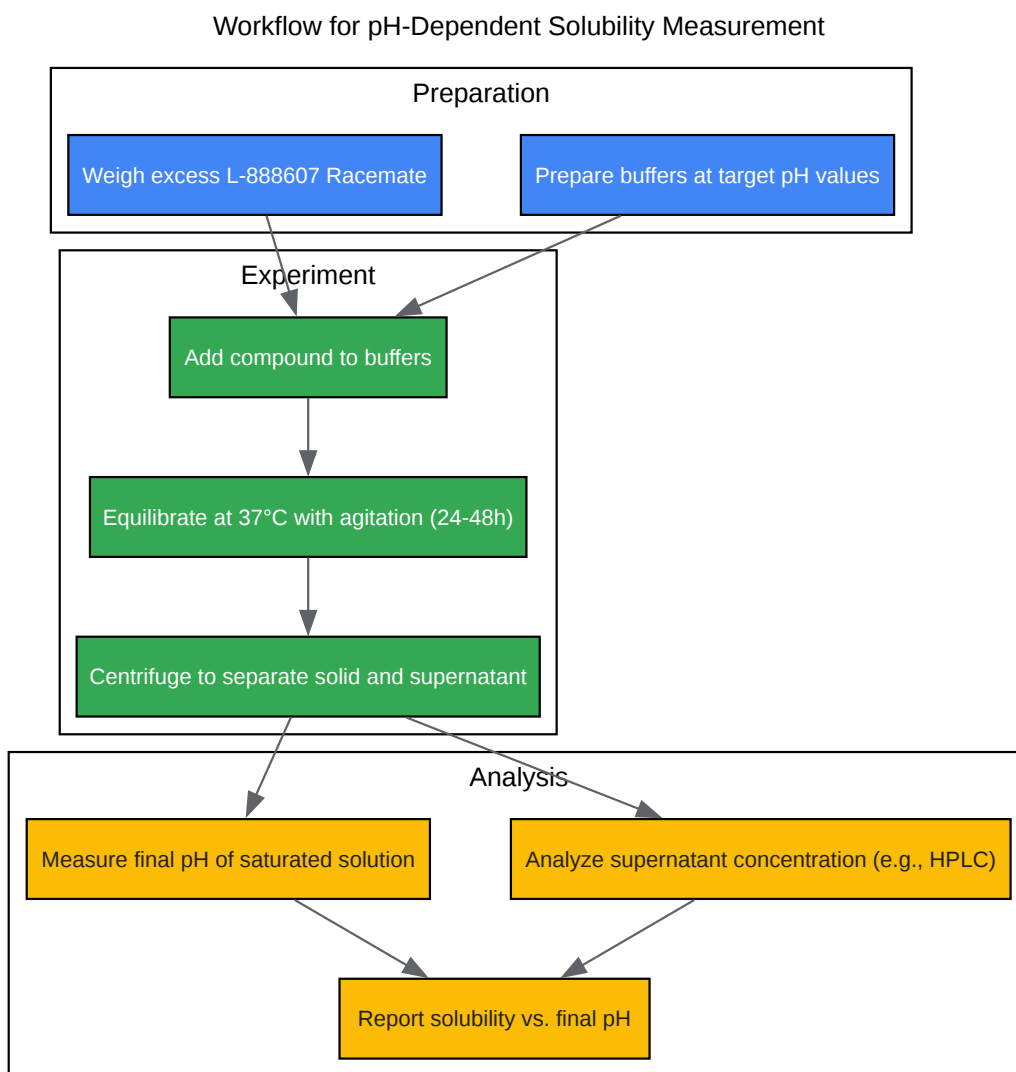 Workflow for pH-Dependent Solubility Measurement
Preparation
Weigh excess L-888607 Racemate
Prepare buffers at target pH values
Experiment
Add compound to buffers
Equilibrate at 37°C with agitation (24-48h)
Centrifuge to separate solid and supernatant
Analysis
Measure final pH of saturated solution
Analyze supernatant concentration (e.g., HPLC)
Report solubility vs. final pH